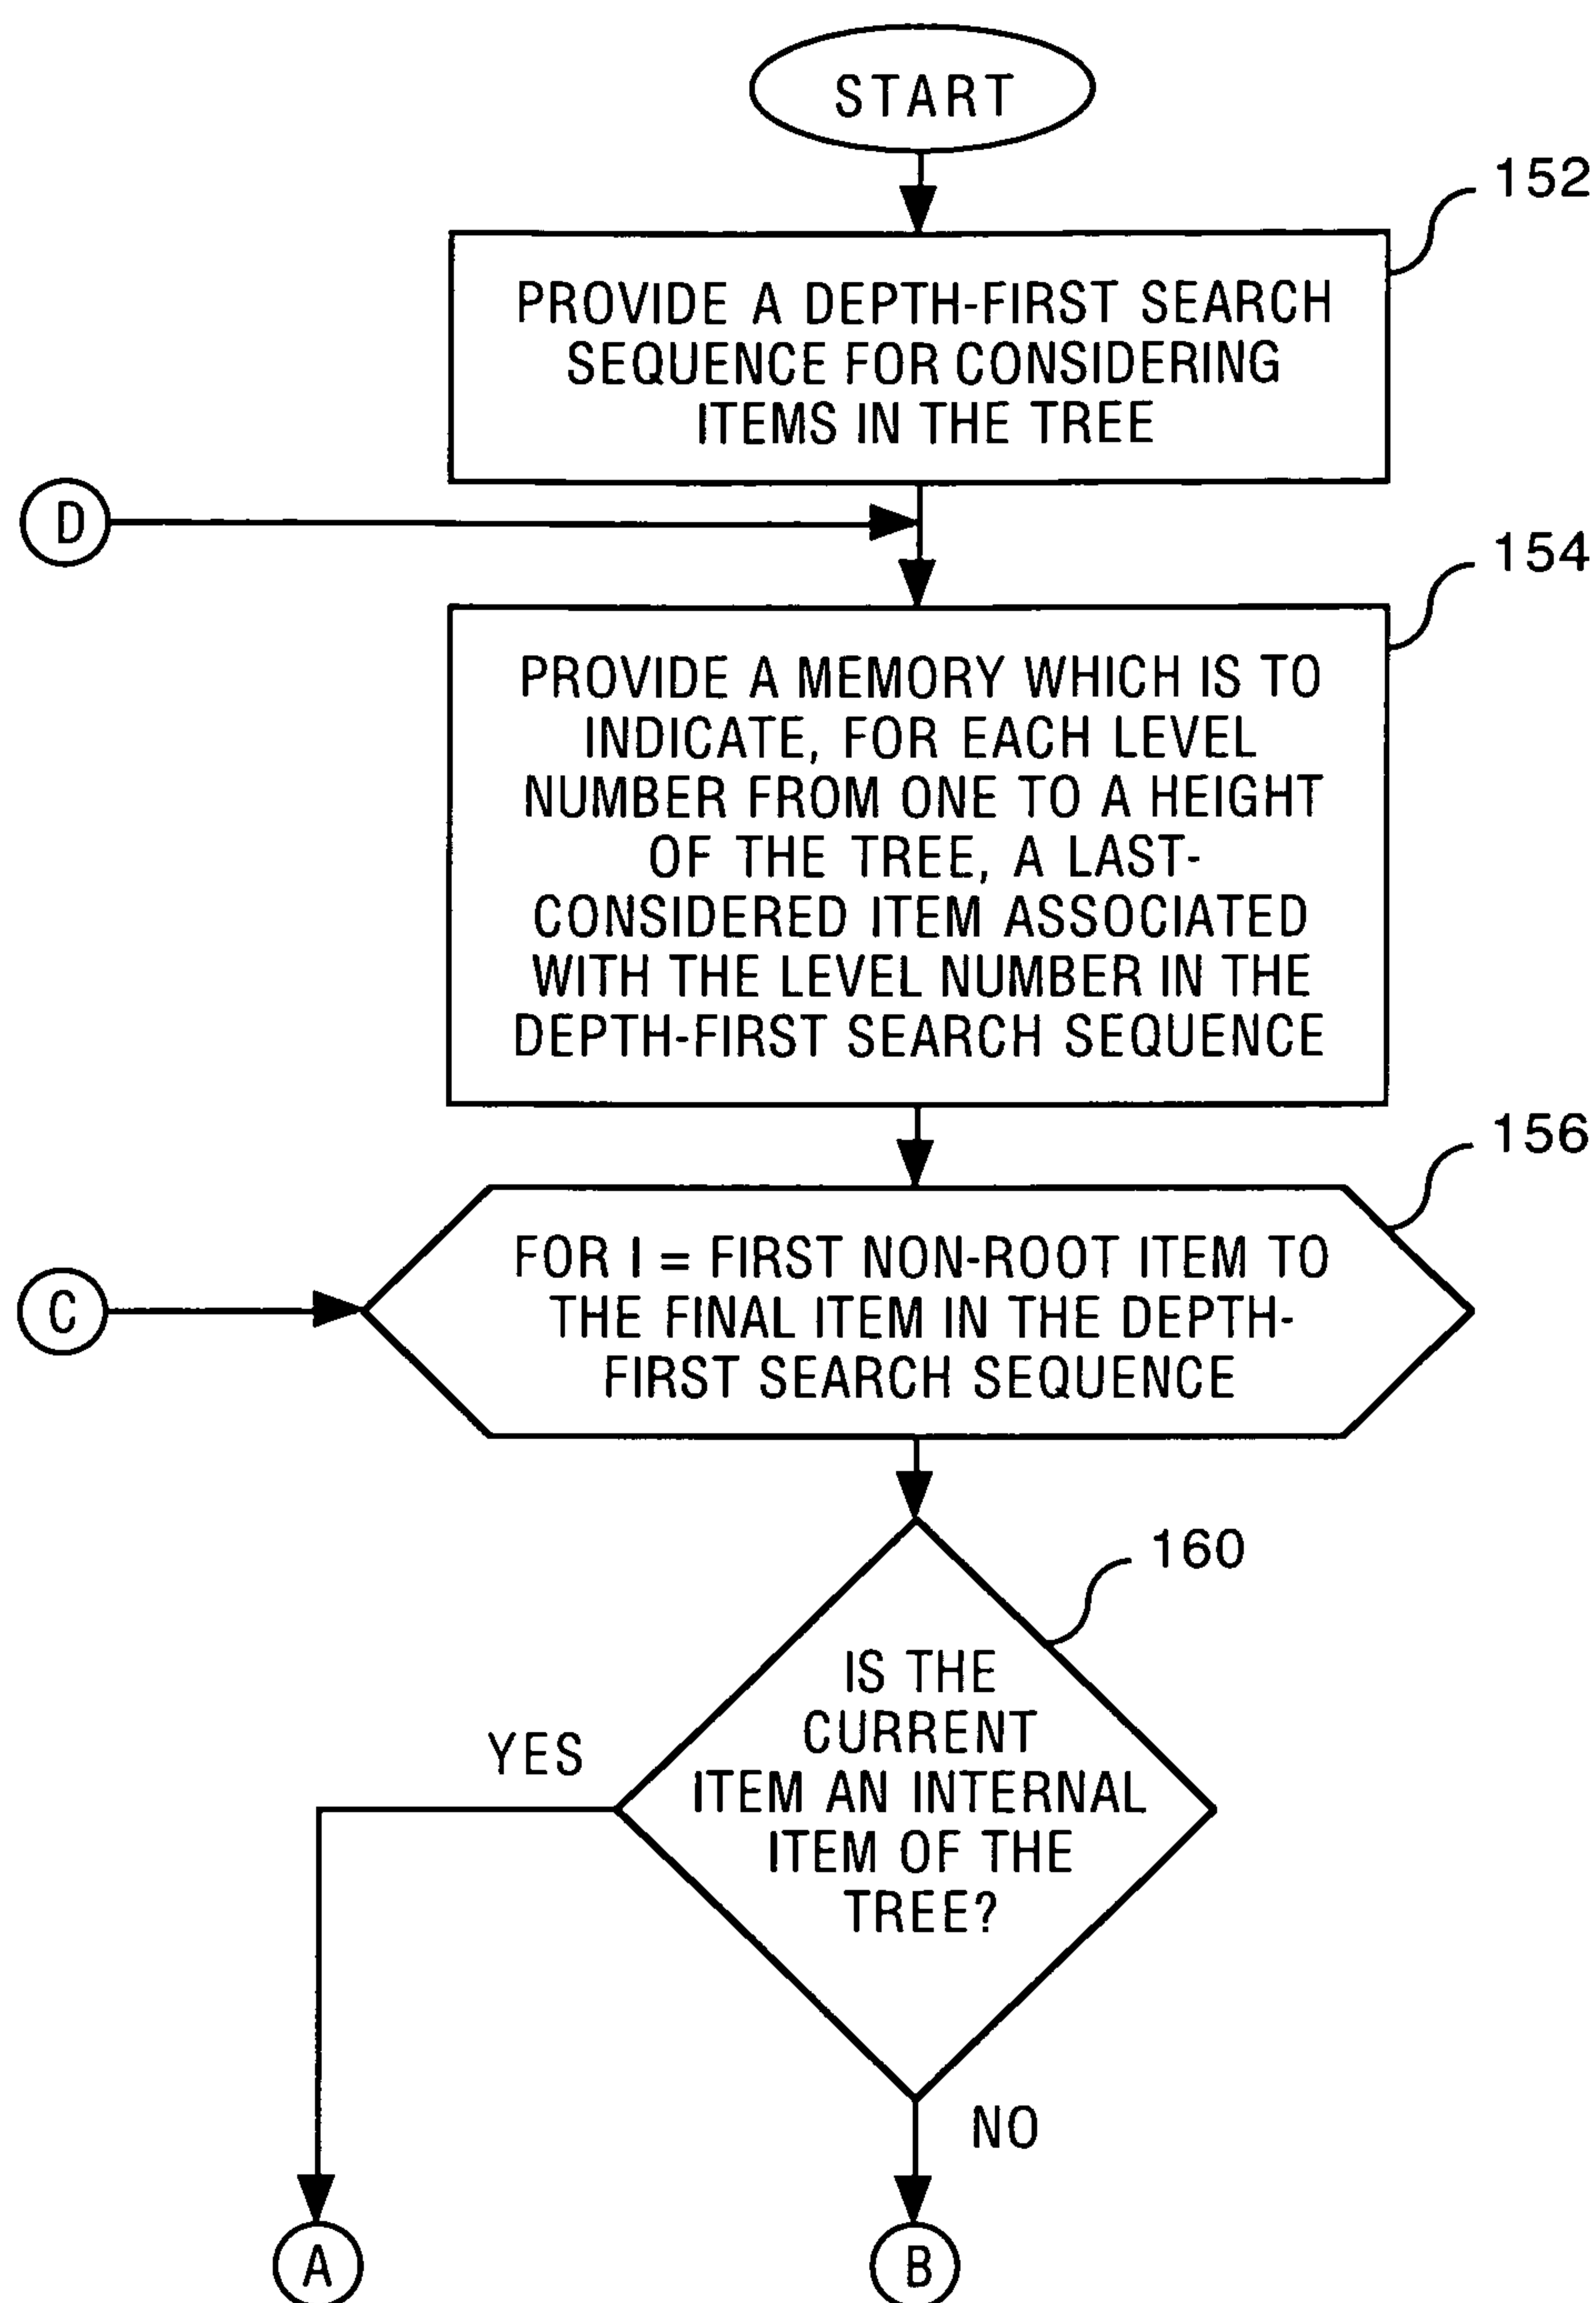 START
152
PROVIDE A DEPTH-FIRST SEARCH
SEQUENCE FOR CONSIDERING
ITEMS IN THE TREE
D
154
PROVIDE A MEMORY WHICH IS TO
INDICATE, FOR EACH LEVEL
NUMBER FROM ONE TO A HEIGHT
OF THE TREE, A LAST-
CONSIDERED ITEM ASSOCIATED
WITH THE LEVEL NUMBER IN THE
DEPTH-FIRST SEARCH SEQUENCE
156
FOR I = FIRST NON-ROOT ITEM TO
THE FINAL ITEM IN THE DEPTH-
FIRST SEARCH SEQUENCE
C
160
IS THE
CURRENT
ITEM AN INTERNAL
ITEM OF THE
TREE?
YES
NO
A
B